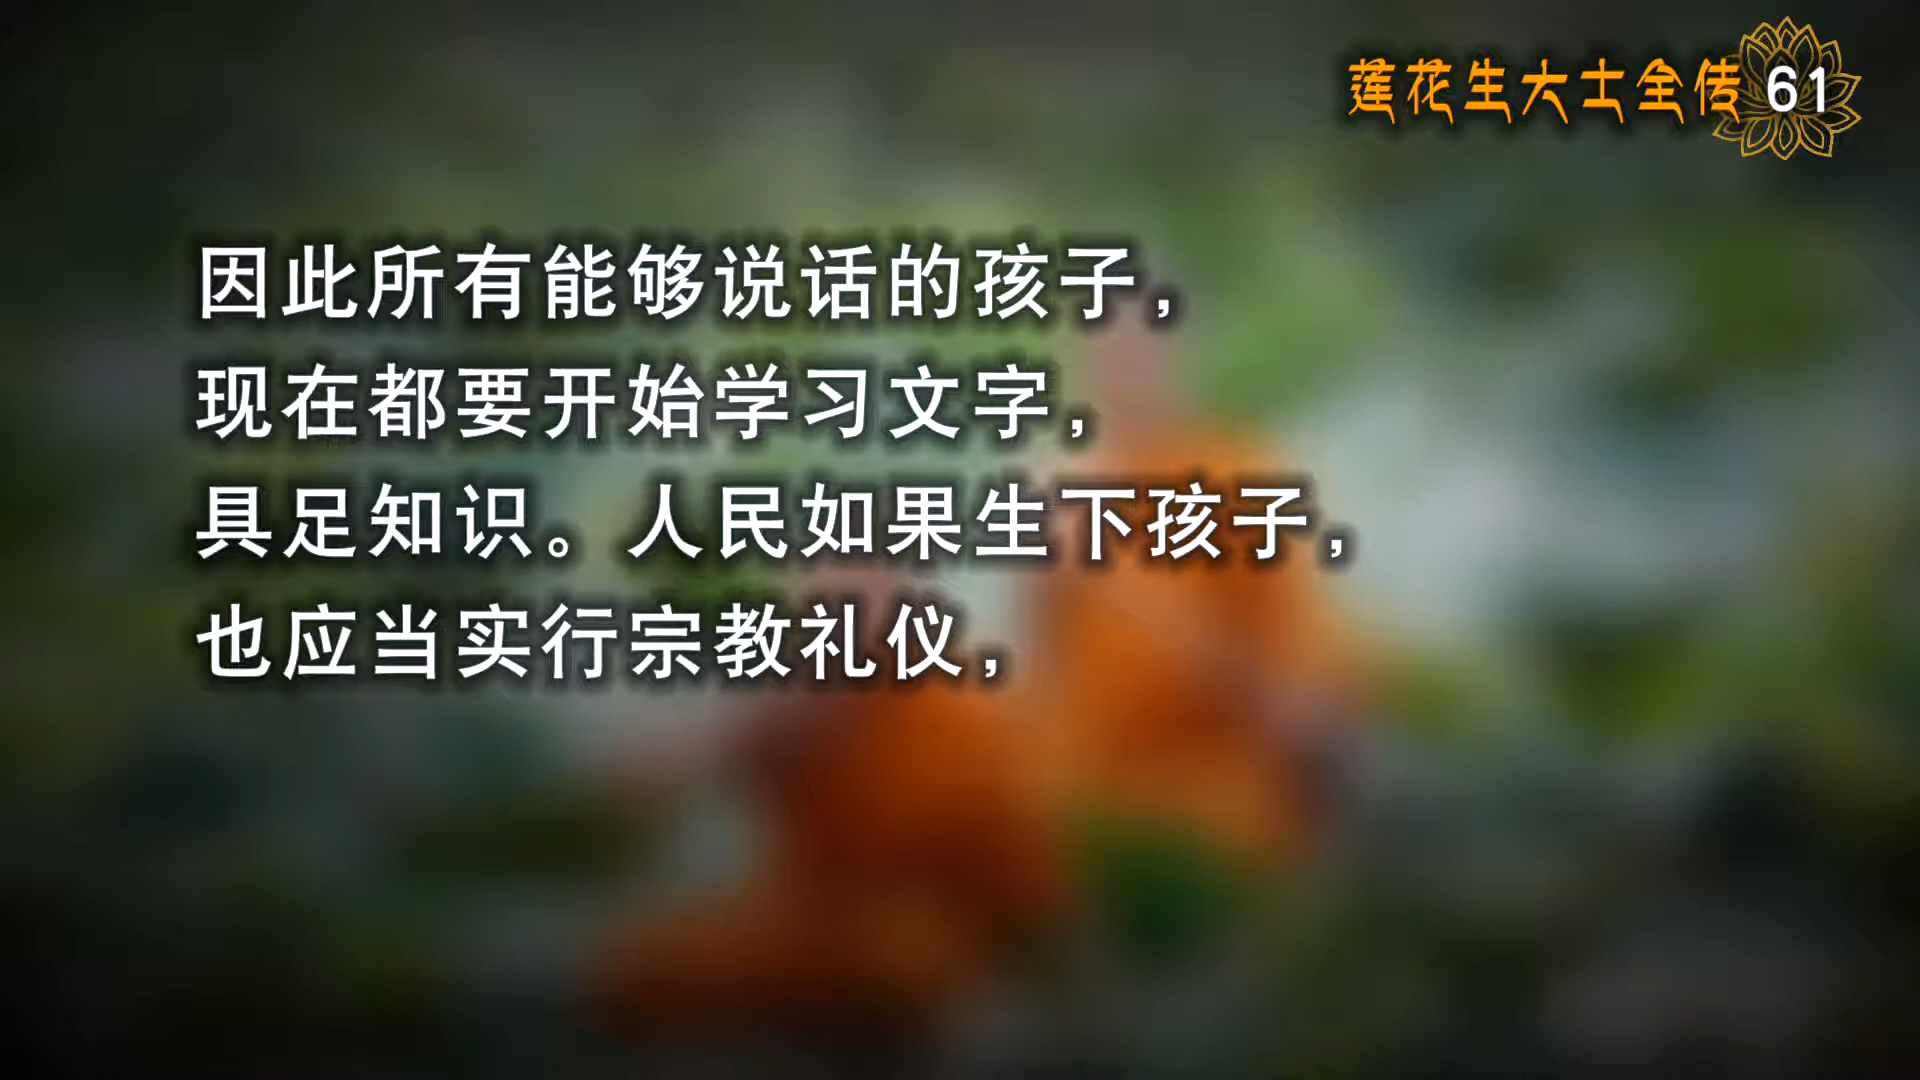 莲花生大士全传 61
因此所有能够说话的孩子，
现在都要开始学习文字，
具足知识。人民如果生下孩子，
也应当实行宗教礼仪，